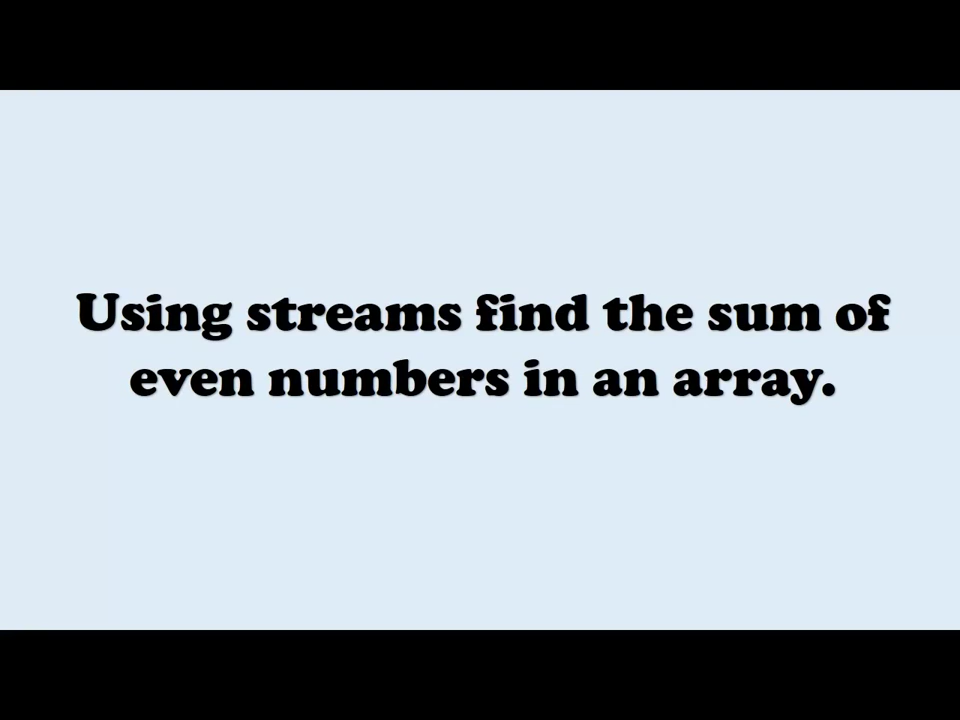 Using streams find the sum of
even numbers in an array.